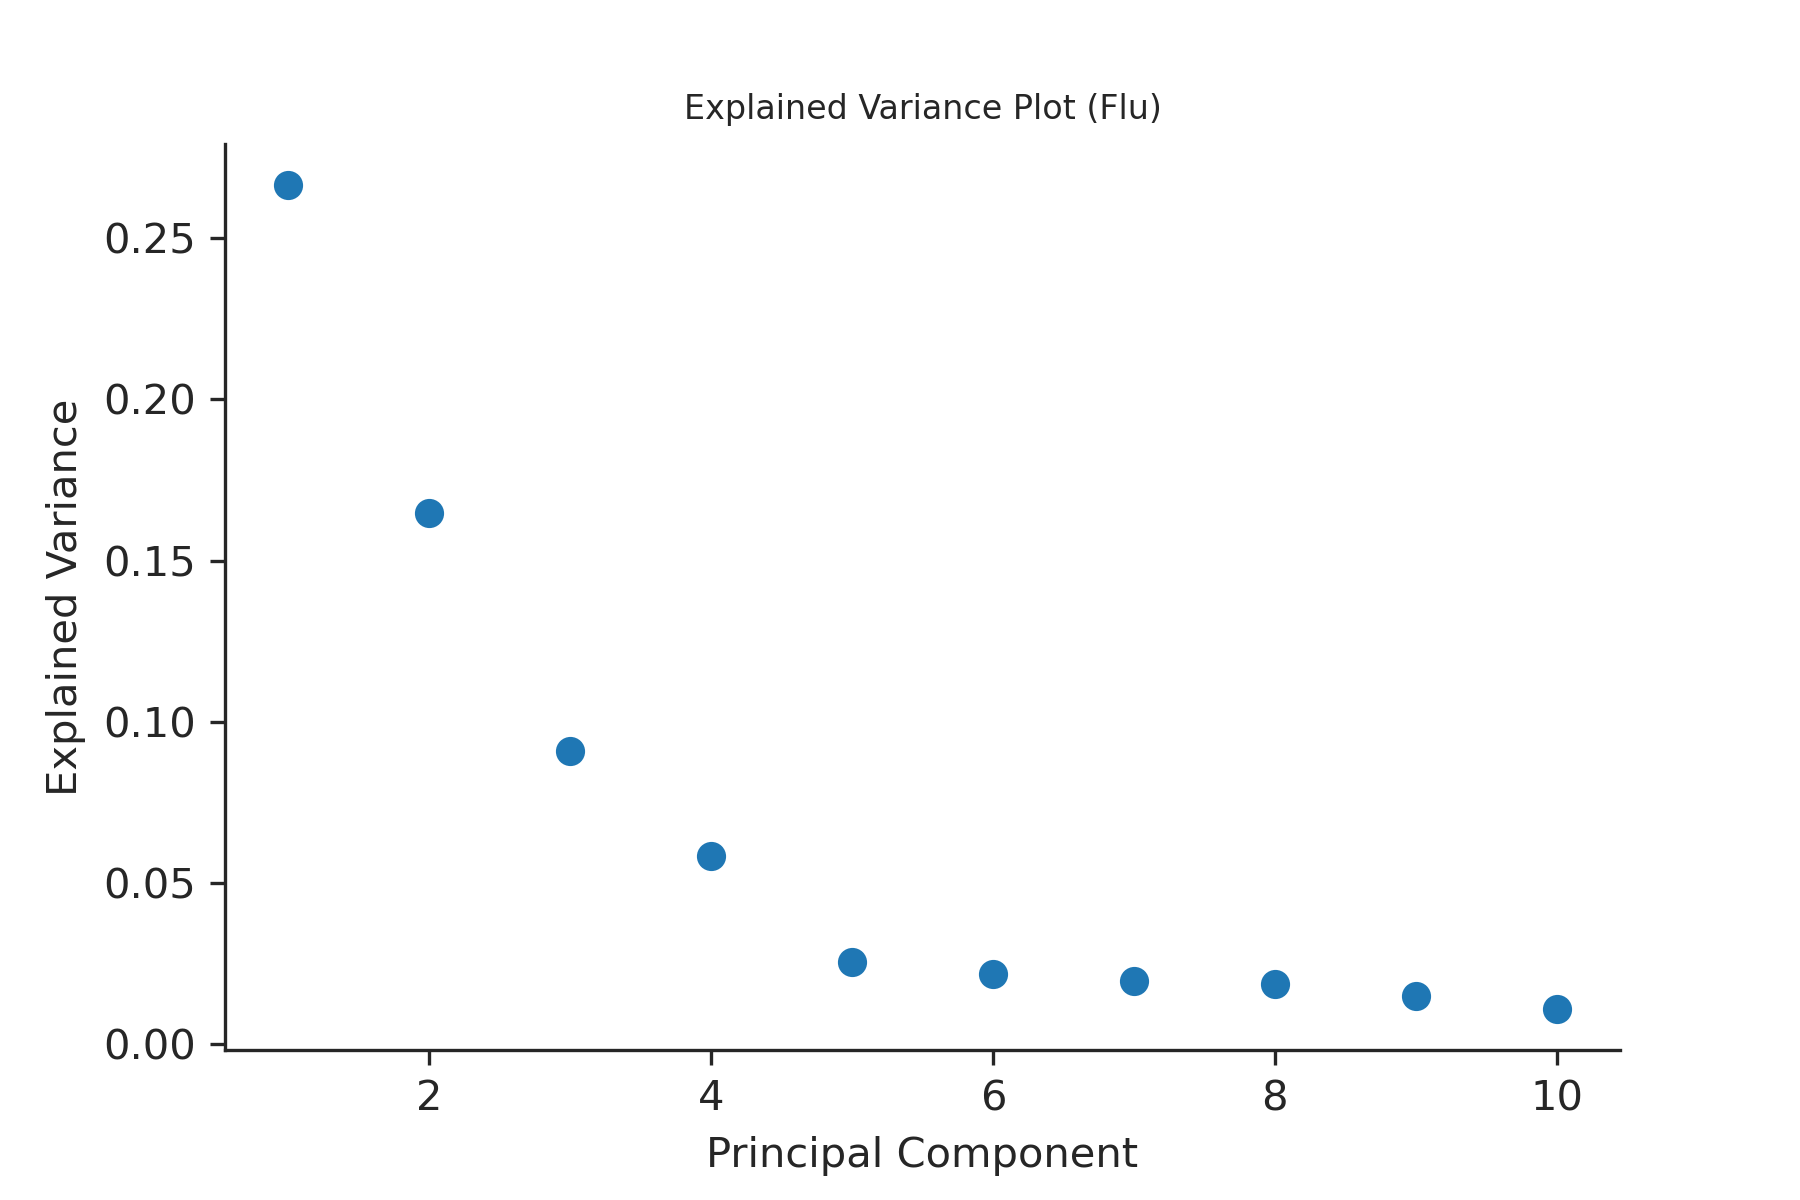 Explained Variance Plot (Flu)
0.25
0.20
0.15
0.10
0.05
0.00
Explained Variance
2 4 6 8 10
Principal Component